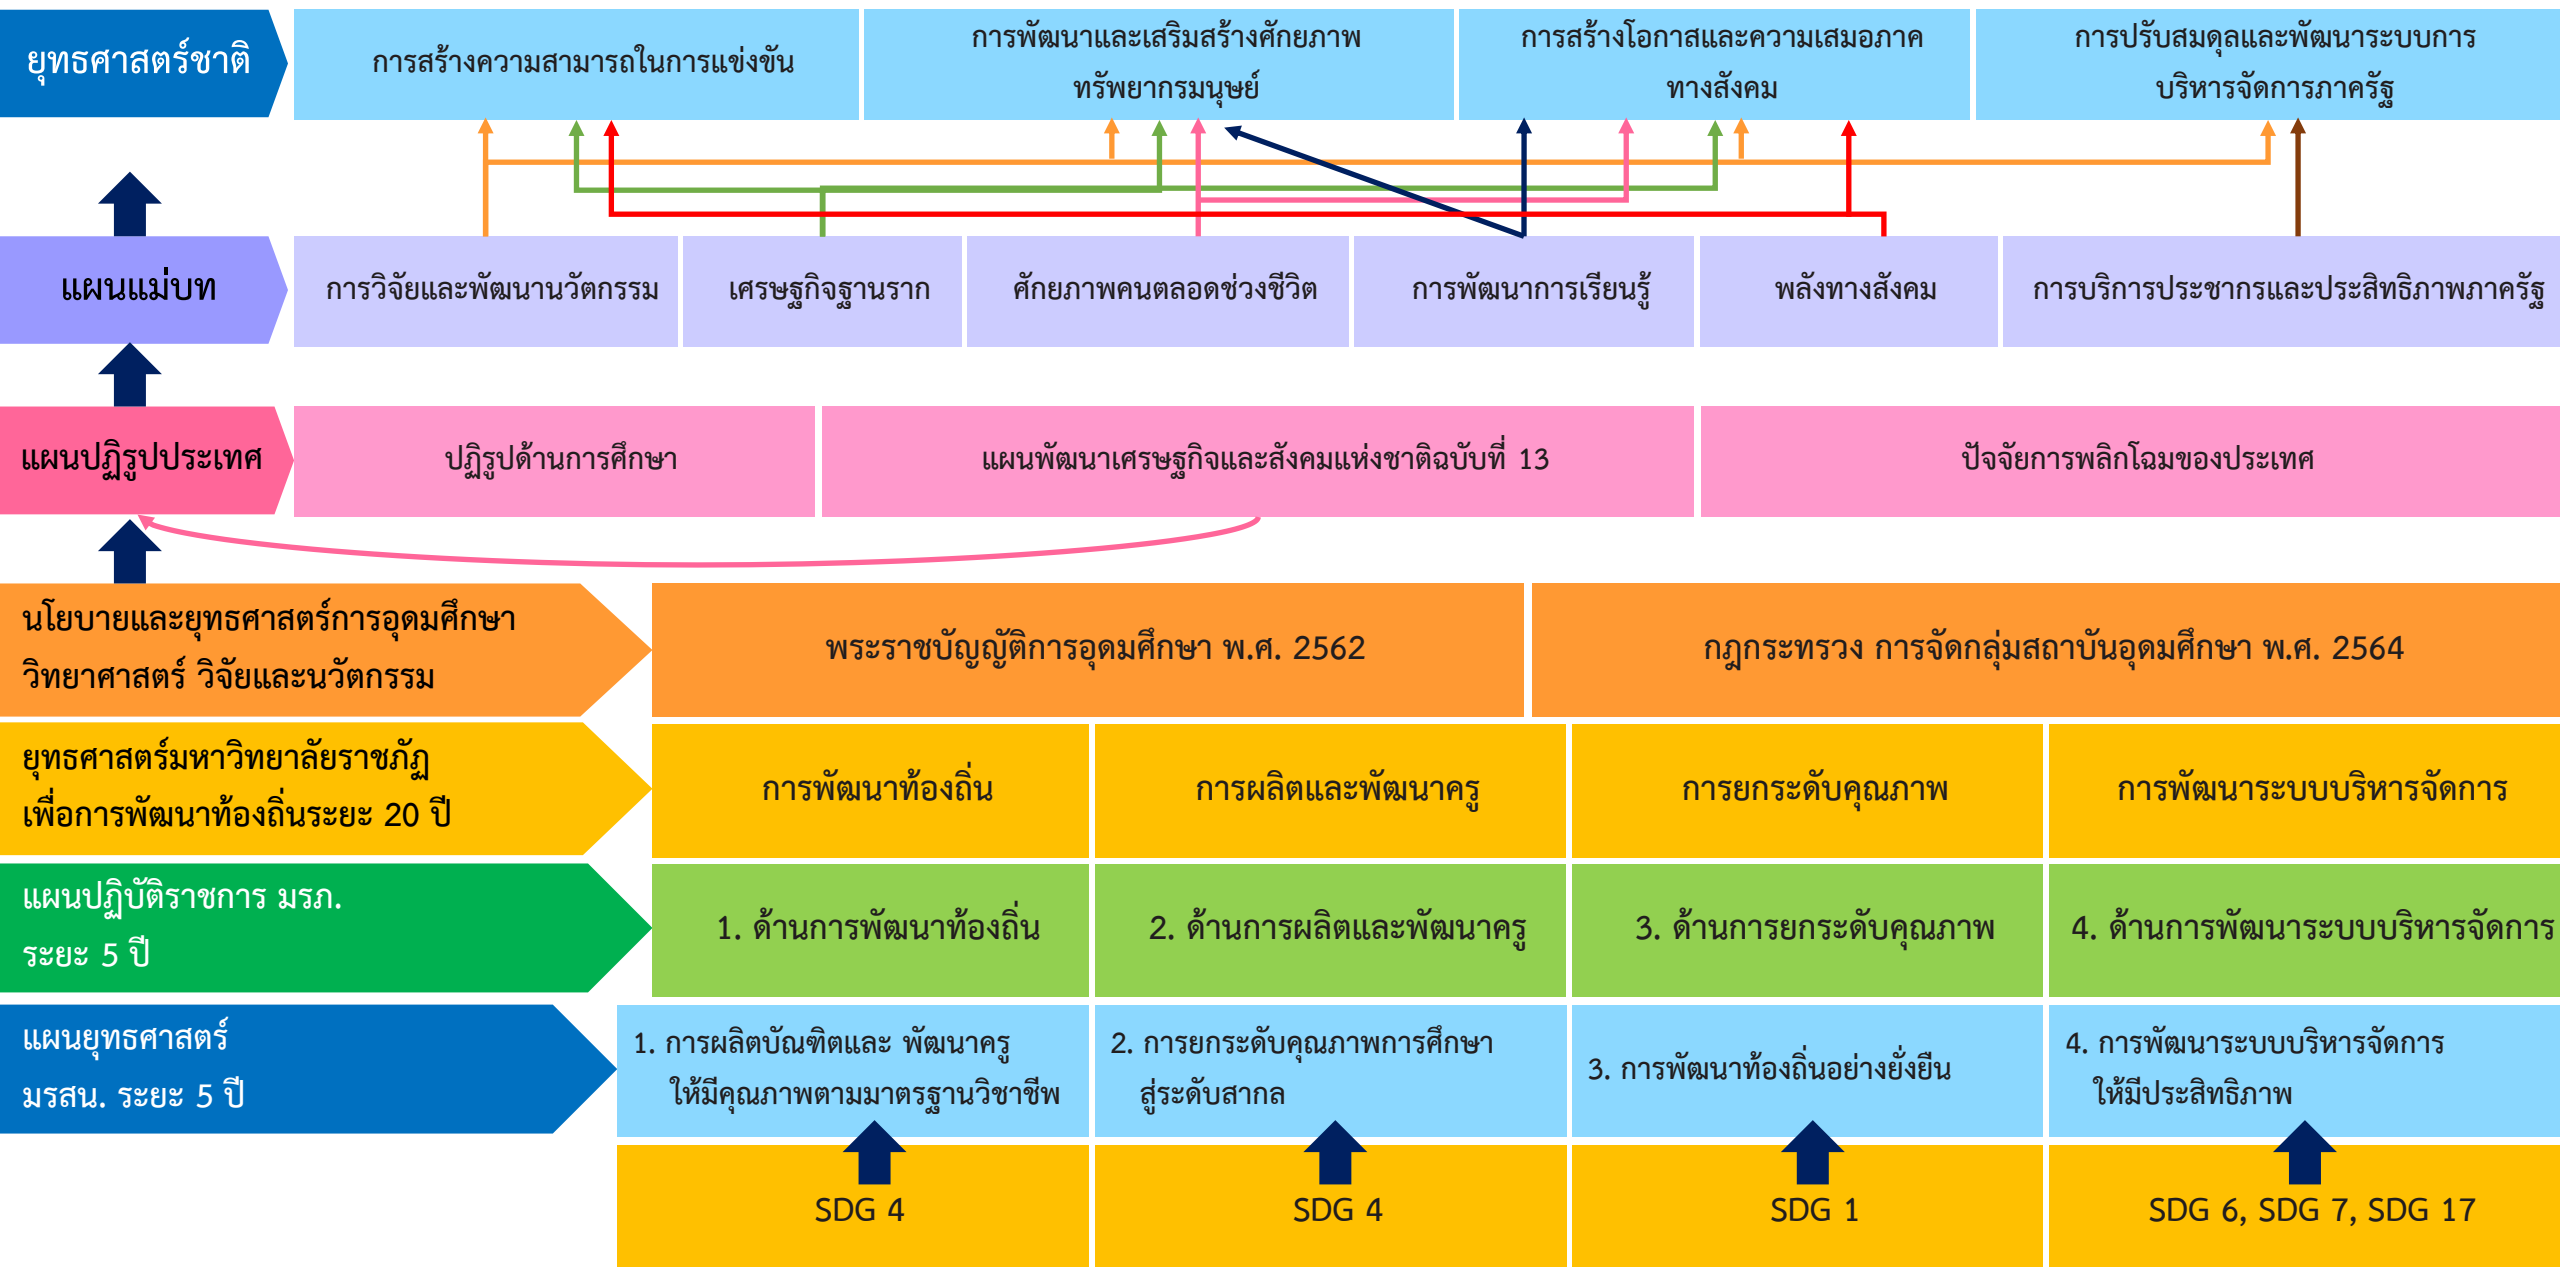 ยุทธศาสตร์ชาติ
การสร้างความสามารถในการแข่งขัน
การพัฒนาและเสริมสร้างศักยภาพ
ทรัพยากรมนุษย์
การสร้างโอกาสและความเสมอภาค
ทางสังคม
การปรับสมดุลและพัฒนาระบบการ
บริหารจัดการภาครัฐ
แผนแม่บท
การวิจัยและพัฒนานวัตกรรม
เศรษฐกิจฐานราก
ศักยภาพคนตลอดช่วงชีวิต
การพัฒนาการเรียนรู้
พลังทางสังคม
การบริการประชากรและประสิทธิภาพภาครัฐ
แผนปฏิรูปประเทศ
ปฏิรูปด้านการศึกษา
แผนพัฒนาเศรษฐกิจและสังคมแห่งชาติฉบับที่ 13
ปัจจัยการพลิกโฉมของประเทศ
นโยบายและยุทธศาสตร์การอุดมศึกษา
วิทยาศาสตร์ วิจัยและนวัตกรรม
พระราชบัญญัติการอุดมศึกษา พ.ศ. 2562
กฎกระทรวง การจัดกลุ่มสถาบันอุดมศึกษา พ.ศ. 2564
ยุทธศาสตร์มหาวิทยาลัยราชภัฏ
เพื่อการพัฒนาท้องถิ่นระยะ 20 ปี
การพัฒนาท้องถิ่น
การผลิตและพัฒนาครู
การยกระดับคุณภาพ
การพัฒนาระบบบริหารจัดการ
แผนปฏิบัติราชการ มรภ.
ระยะ 5 ปี
1. ด้านการพัฒนาท้องถิ่น
2. ด้านการผลิตและพัฒนาครู
3. ด้านการยกระดับคุณภาพ
4. ด้านการพัฒนาระบบบริหารจัดการ
แผนยุทธศาสตร์
มรสน. ระยะ 5 ปี
1. การผลิตบัณฑิตและ พัฒนาครู
ให้มีคุณภาพตามมาตรฐานวิชาชีพ
2. การยกระดับคุณภาพการศึกษา
สู่ระดับสากล
3. การพัฒนาท้องถิ่นอย่างยั่งยืน
4. การพัฒนาระบบบริหารจัดการ
ให้มีประสิทธิภาพ
SDG 4
SDG 4
SDG 1
SDG 6, SDG 7, SDG 17